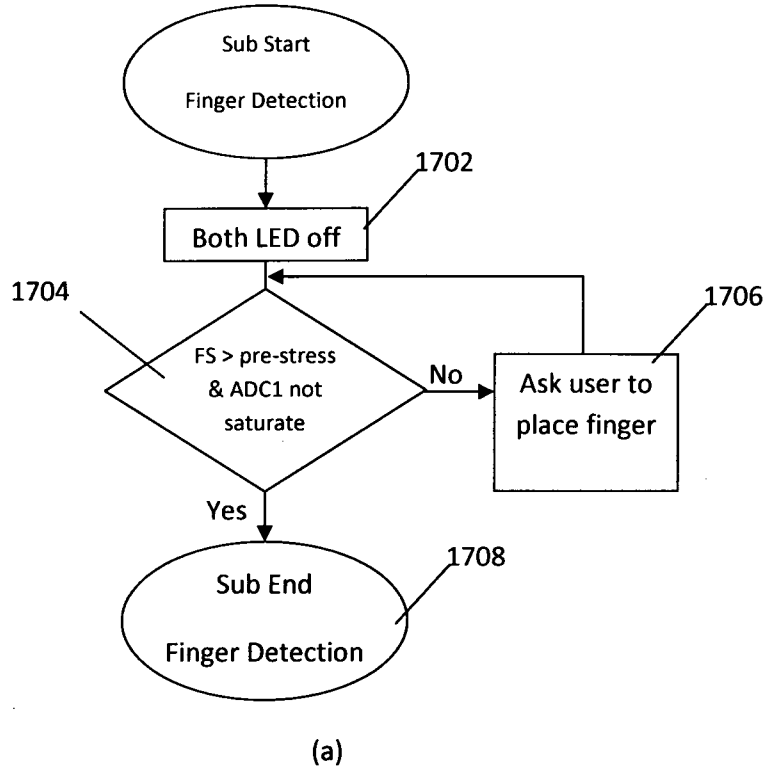 Sub Start
Finger Detection
1702
Both LED off
1704
1706
FS > pre-stress
& ADC1 not
saturate
No
Ask user to
place finger
Yes
1708
Sub End
Finger Detection
(a)